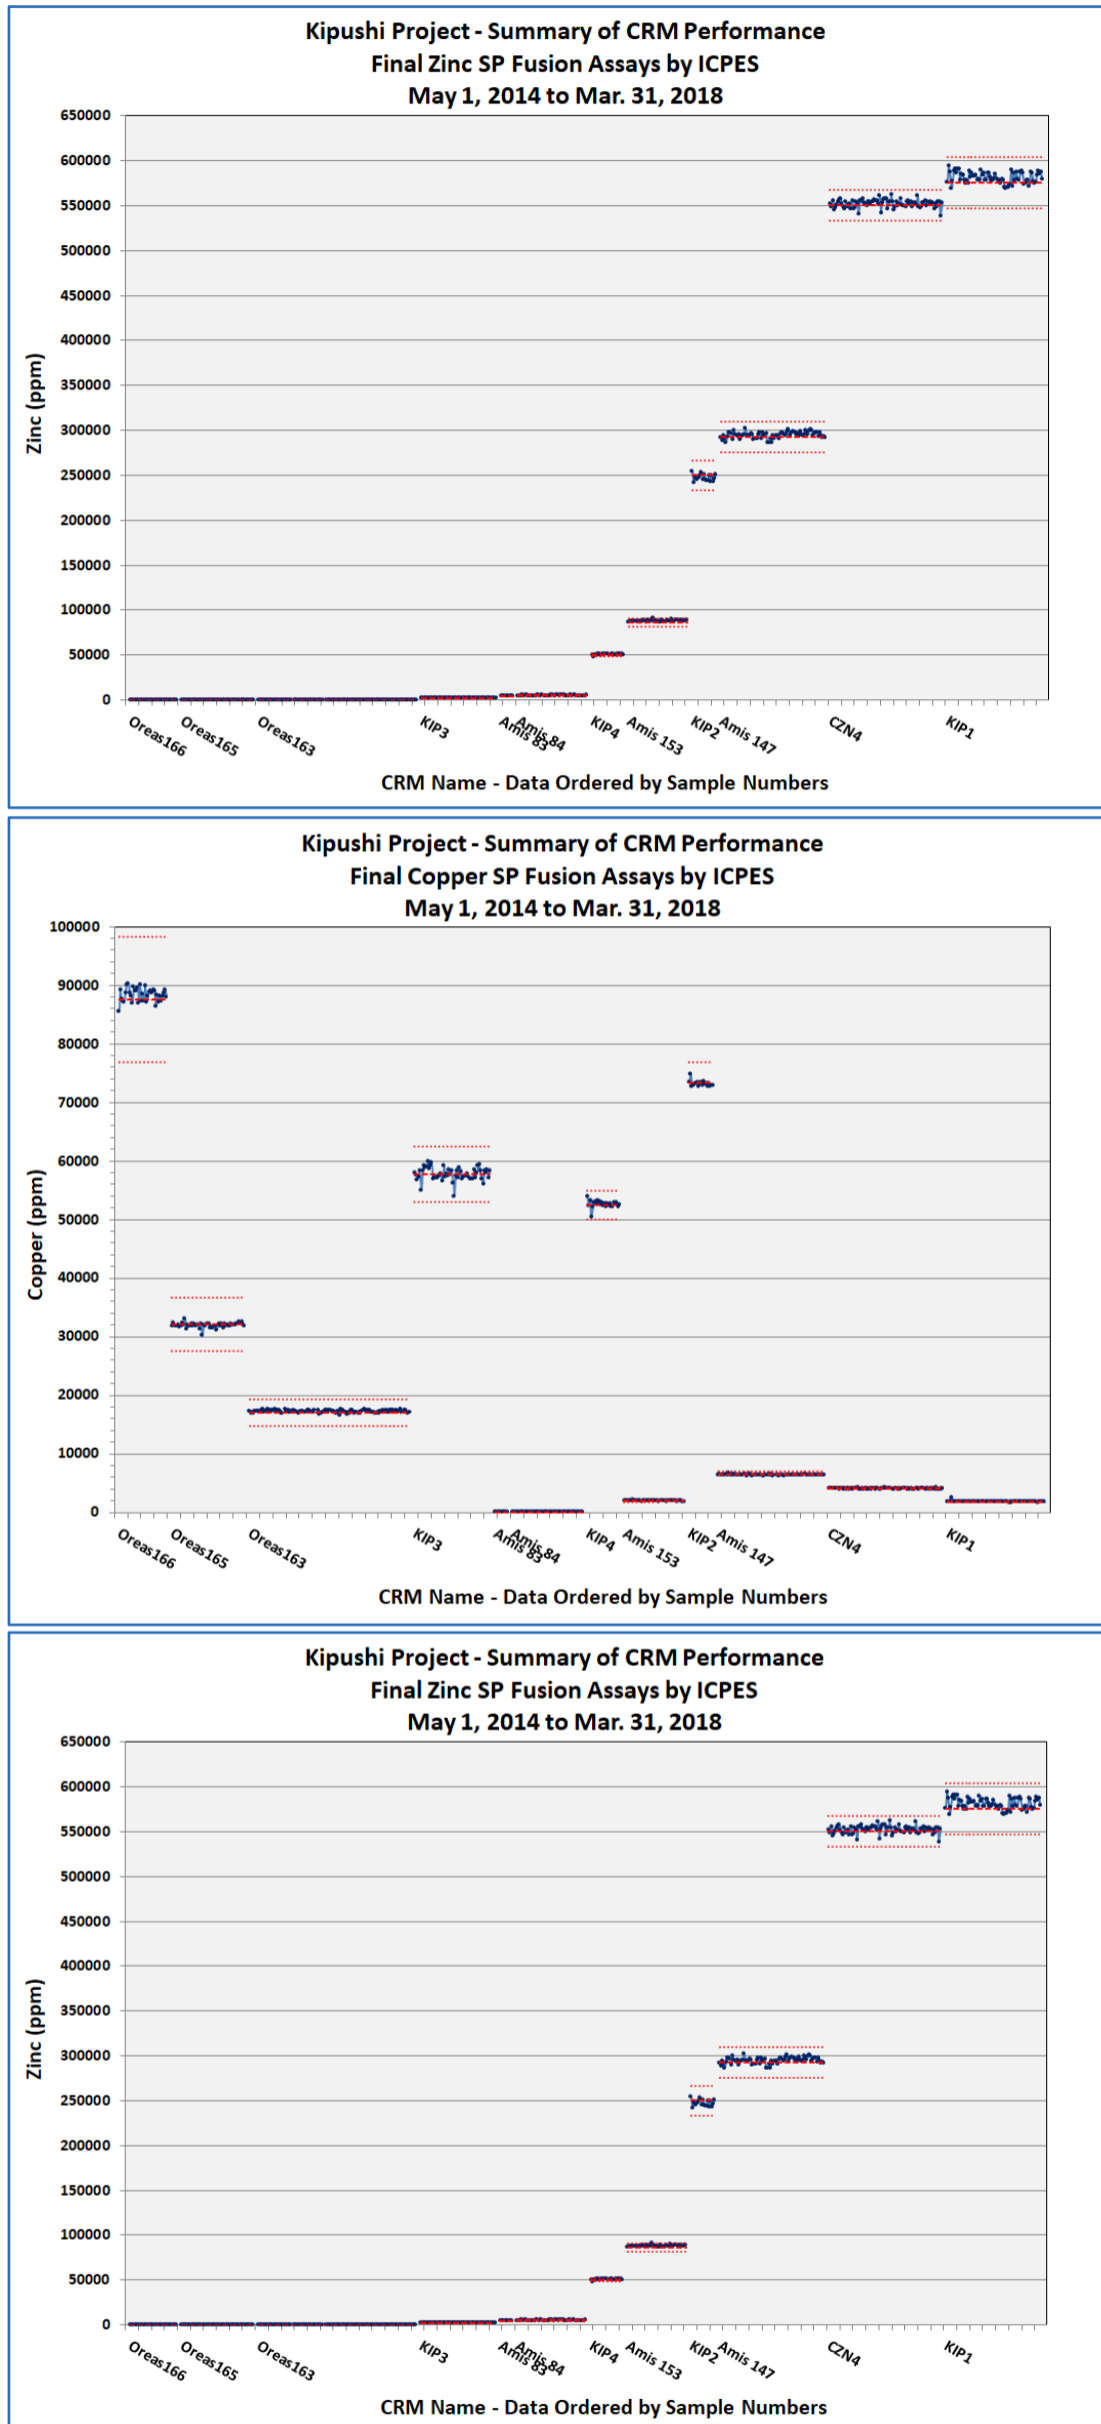 Kipushi Project - Summary of CRM Performance
Final Zinc SP Fusion Assays by ICPES
May 1, 2014 to Mar. 31, 2018
650000
600000
550000
500000
450000
400000
350000
300000
250000
200000
150000
100000
50000
0
Zinc (ppm)
Oreas166
Oreas165
Oreas163
KIP3
Amis 83
Amis 84
KIP4
Amis 153
KIP2
Amis 147
CZN4
KIP1
CRM Name - Data Ordered by Sample Numbers
Kipushi Project - Summary of CRM Performance
Final Copper SP Fusion Assays by ICPES
May 1, 2014 to Mar. 31, 2018
100000
90000
80000
70000
60000
50000
40000
30000
20000
10000
0
Copper (ppm)
Oreas166
Oreas165
Oreas163
KIP3
Amis 83
Amis 84
KIP4
Amis 153
KIP2
Amis 147
CZN4
KIP1
CRM Name - Data Ordered by Sample Numbers
Kipushi Project - Summary of CRM Performance
Final Zinc SP Fusion Assays by ICPES
May 1, 2014 to Mar. 31, 2018
650000
600000
550000
500000
450000
400000
350000
300000
250000
200000
150000
100000
50000
0
Zinc (ppm)
Oreas166
Oreas165
Oreas163
KIP3
Amis 83
Amis 84
KIP4
Amis 153
KIP2
Amis 147
CZN4
KIP1
CRM Name - Data Ordered by Sample Numbers